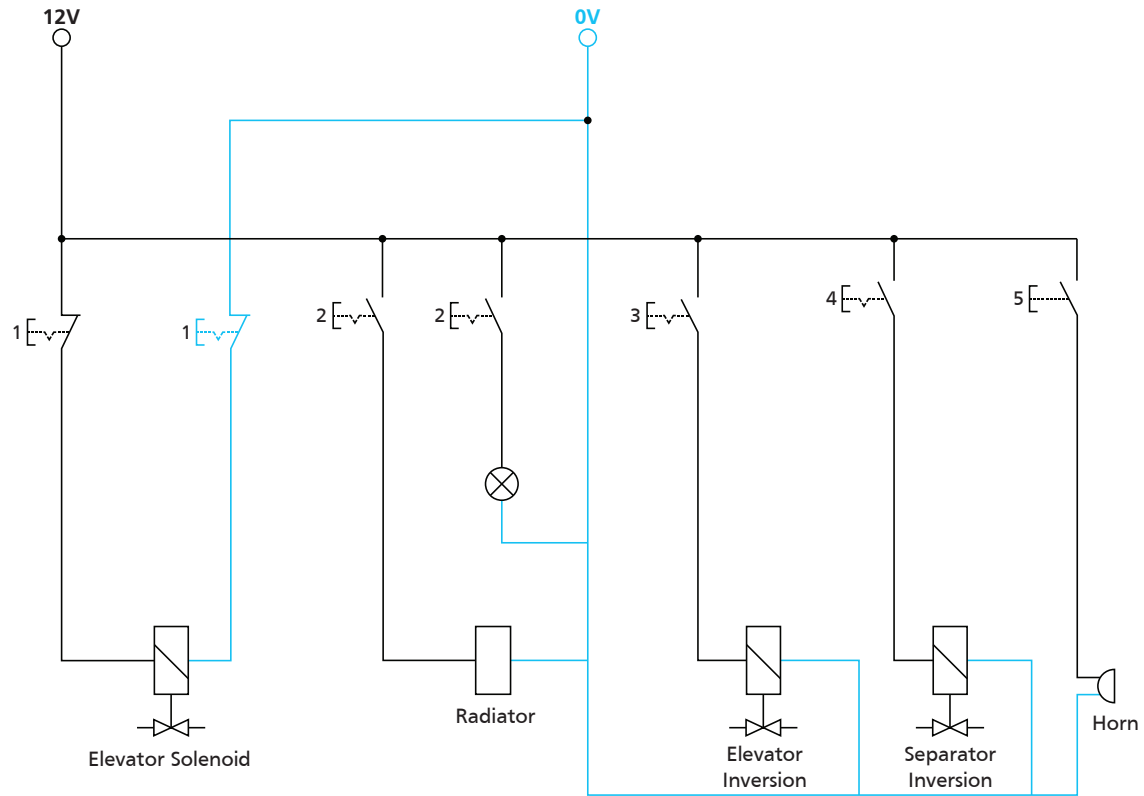 12V
0V
1
1
2
2
3
4
5
Elevator Solenoid
Radiator
Elevator
Inversion
Separator
Inversion
Horn